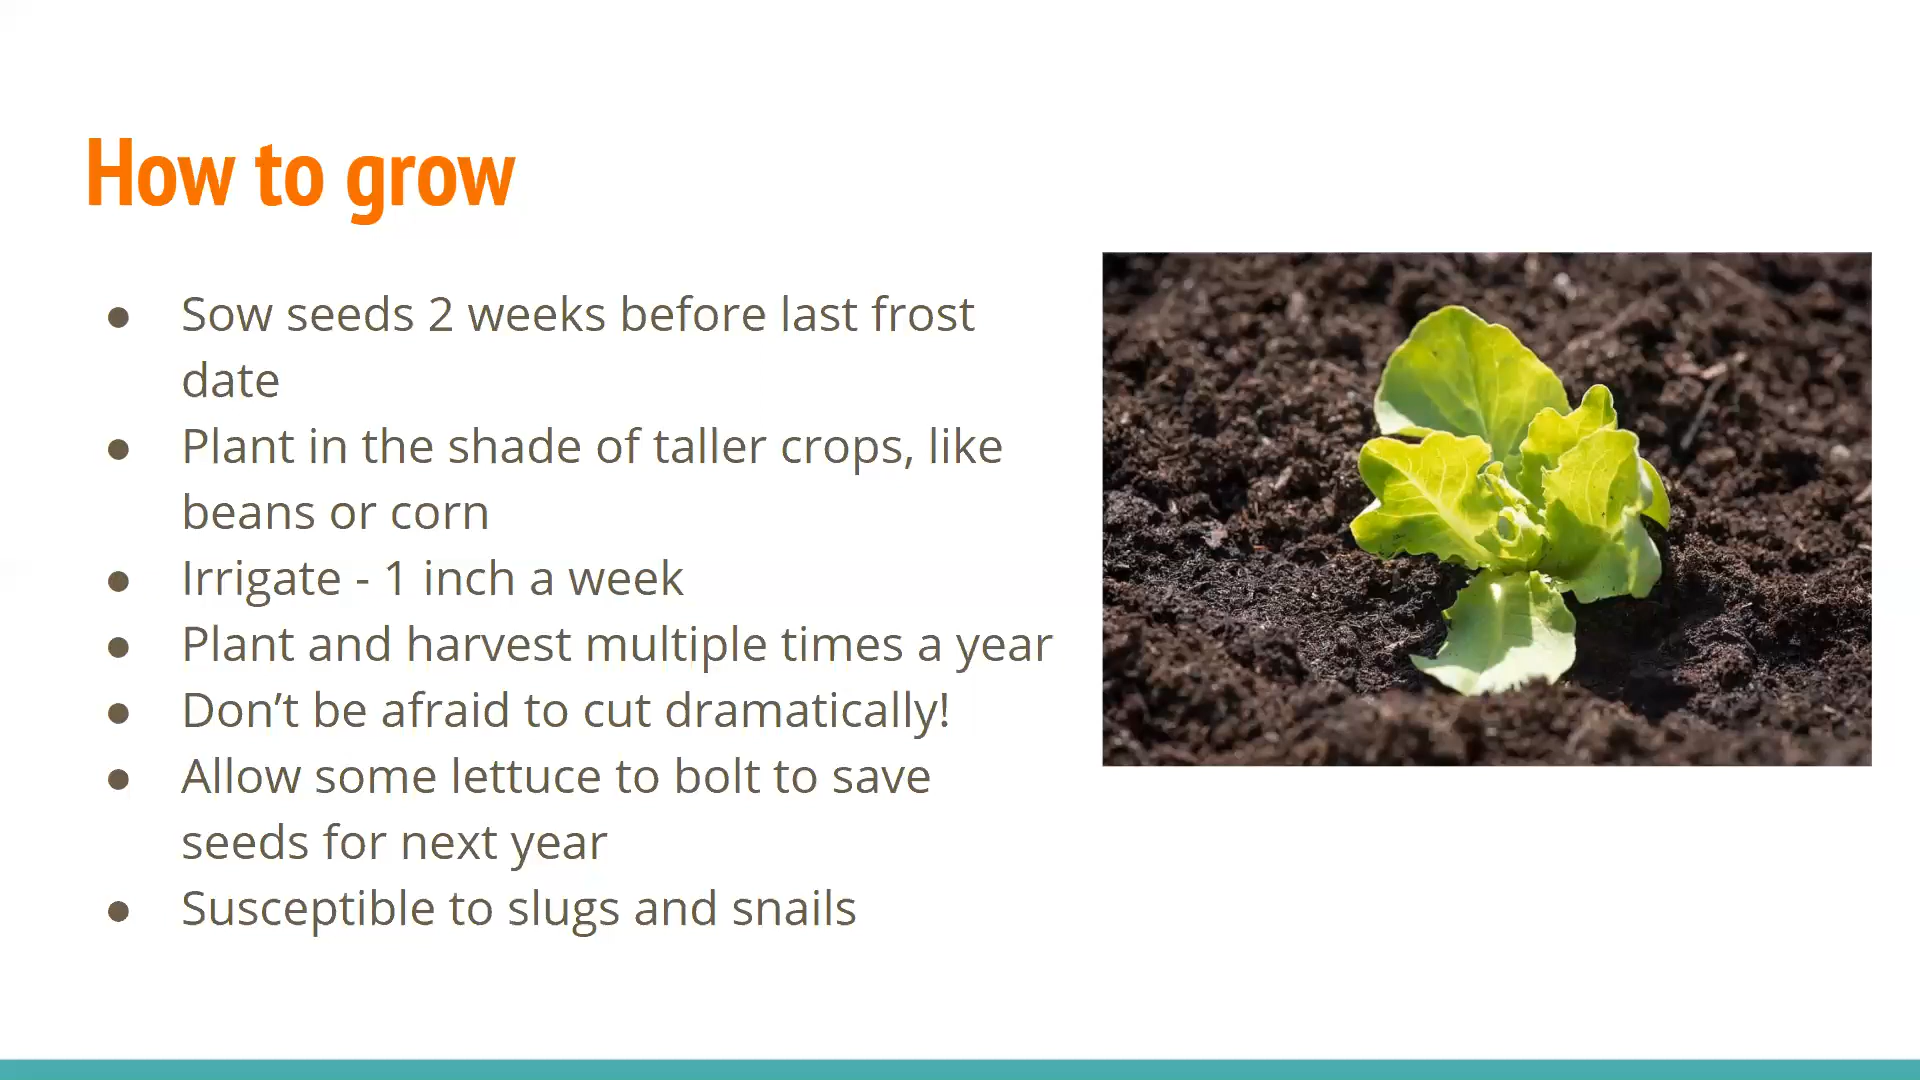 How to grow
● Sow seeds 2 weeks before last frost
date
● Plant in the shade of taller crops, like
beans or corn
● Irrigate - 1 inch a week
● Plant and harvest multiple times a year
● Don’t be afraid to cut dramatically!
● Allow some lettuce to bolt to save
seeds for next year
● Susceptible to slugs and snails